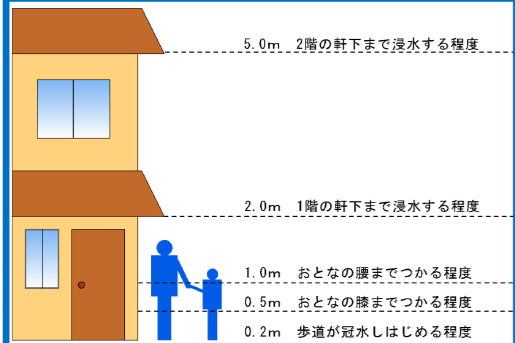 5.0m 2階の軒下まで浸水する程度
2.0m 1階の軒下まで浸水する程度
1.0m おとなの腰までつかる程度
0.5m おとなの膝までつかる程度
0.2m 歩道が冠水しはじめる程度